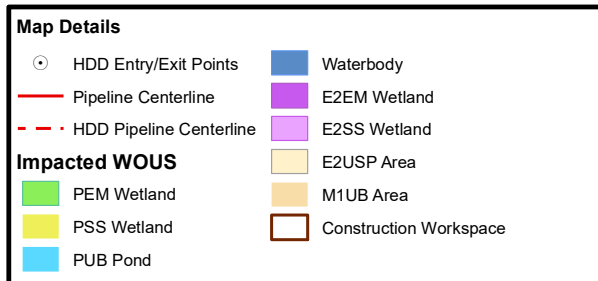 Map Details
HDD Entry/Exit Points
Pipeline Centerline
HDD Pipeline Centerline
Impacted WOUS
PEM Wetland
PSS Wetland
PUB Pond
Waterbody
E2EM Wetland
E2SS Wetland
E2USP Area
M1UB Area
Construction Workspace